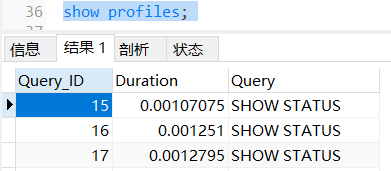 36 show profiles;
信息 结果 1 剖析 状态
Query_ID Duration Query
15 0.00107075 SHOW STATUS
16 0.001251 SHOW STATUS
17 0.0012795 SHOW STATUS